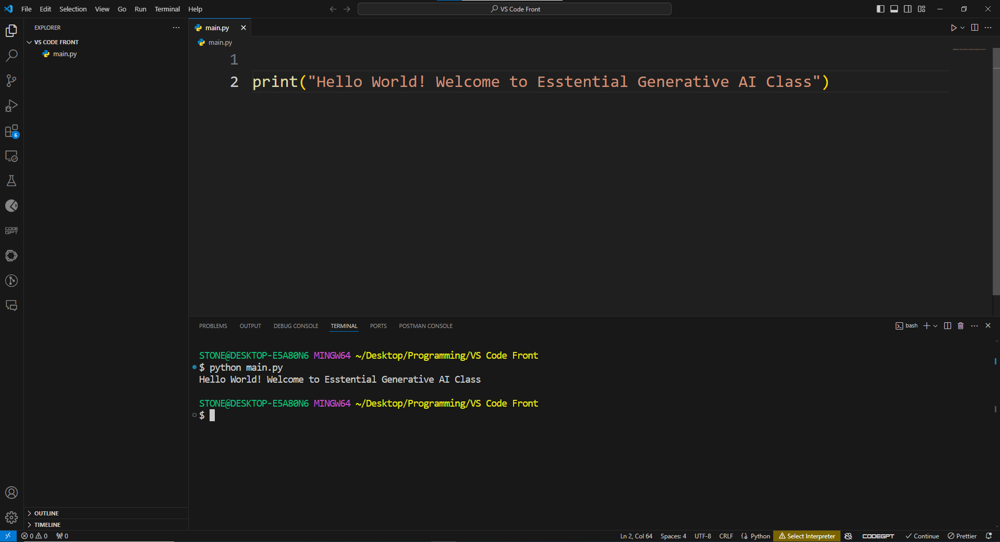 File Edit Selection View Go Run Terminal Help
VS Code Front
EXPLORER
VS CODE FRONT
main.py
6
CODE
GPT
OUTLINE
TIMELINE
main.py
main.py
1
2 print("Hello World! Welcome to Esstential Generative AI Class")
PROBLEMS OUTPUT DEBUG CONSOLE TERMINAL PORTS POSTMAN CONSOLE
bash
STONE@DESKTOP-E5A80N6 MINGW64 ~/Desktop/Programming/VS Code Front
$ python main.py
Hello World! Welcome to Esstential Generative AI Class
STONE@DESKTOP-E5A80N6 MINGW64 ~/Desktop/Programming/VS Code Front
$
0 0 0 Ln 2, Col 64 Spaces: 4 UTF-8 CRLF Python Select Interpreter CODEGPT Continue Prettier